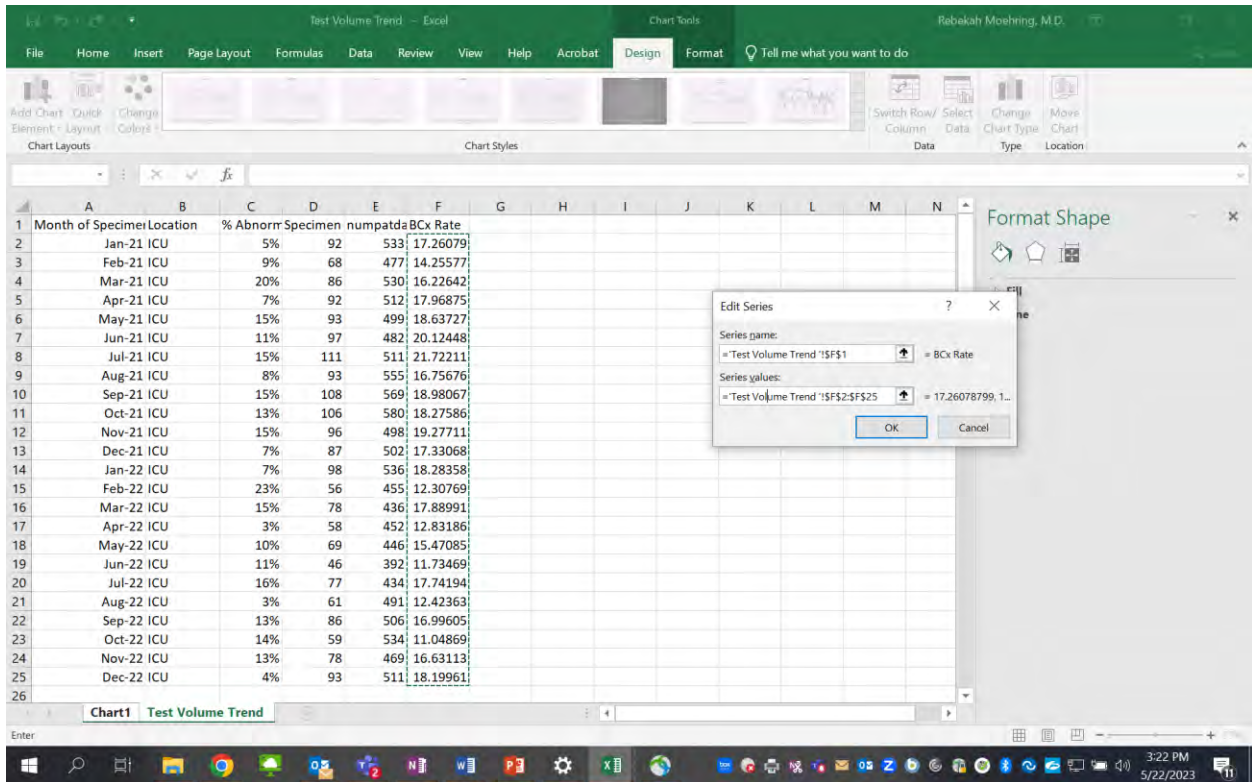 Test Volume Trend - Excel
Chart Tools
Rebekah Moehring, M.D.
File Home Insert Page Layout Formulas Data Review View Help Acrobat Design Format Tell me what you want to do
Add Chart Element Quick Layout Change Colors Switch Row/ Column Select Data Change Chart Type Move Chart
Chart Layouts Chart Styles Data Type Location
fx
A B C D E F G H I J K L M N
1 Month of Specimen Location % Abnorm Specimen numpatda BCx Rate
2 Jan-21 ICU 5% 92 533 17.26079
3 Feb-21 ICU 9% 68 477 14.25577
4 Mar-21 ICU 20% 86 530 16.22642
5 Apr-21 ICU 7% 92 512 17.96875
6 May-21 ICU 15% 93 499 18.63727
7 Jun-21 ICU 11% 97 482 20.12448
8 Jul-21 ICU 15% 111 511 21.72211
9 Aug-21 ICU 8% 93 555 16.75676
10 Sep-21 ICU 15% 108 569 18.98067
11 Oct-21 ICU 13% 106 580 18.27586
12 Nov-21 ICU 15% 96 498 19.27711
13 Dec-21 ICU 7% 87 502 17.33068
14 Jan-22 ICU 7% 98 536 18.28358
15 Feb-22 ICU 23% 56 455 12.30769
16 Mar-22 ICU 15% 78 436 17.88991
17 Apr-22 ICU 3% 58 452 12.83186
18 May-22 ICU 10% 69 446 15.47085
19 Jun-22 ICU 11% 46 392 11.73469
20 Jul-22 ICU 16% 77 434 17.74194
21 Aug-22 ICU 3% 61 491 12.42363
22 Sep-22 ICU 13% 86 506 16.99605
23 Oct-22 ICU 14% 59 534 11.04869
24 Nov-22 ICU 13% 78 469 16.63113
25 Dec-22 ICU 4% 93 511 18.19961
26
Format Shape
Fill
ne
Edit Series ?
Series name:
='Test Volume Trend '!$F$1 = BCx Rate
Series values:
='Test Volume Trend '!$F$2:$F$25 = 17.26078799, 1...
OK Cancel
Chart1 Test Volume Trend
Enter
3:22 PM
5/22/2023